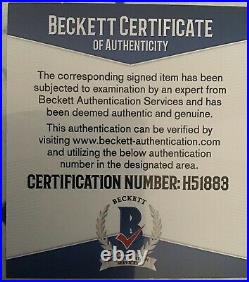 BECKETT CERTIFICATE
OF AUTHENTICITY
The corresponding signed item has been
subjected to examination by an expert from
Beckett Authentication Services and has
been deemed authentic and genuine.
This authentication can be verified by
visiting www.beckett-authentication.com
and utilizing the below authentication
number in the designated area.
CERTIFICATION NUMBER: H51883
BECKETT
B